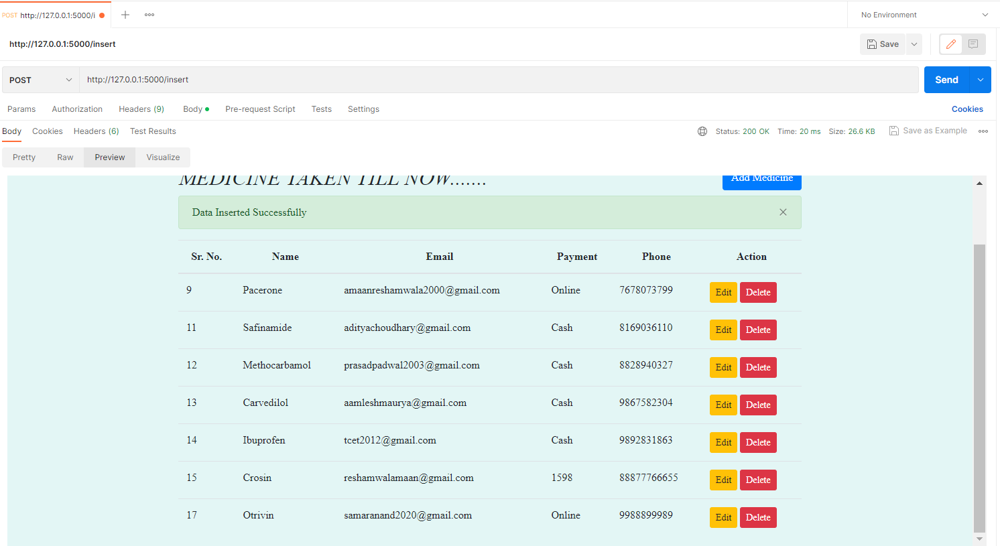 POST http://127.0.0.1:5000/i
No Environment
http://127.0.0.1:5000/insert
Save
POST http://127.0.0.1:5000/insert Send
Params Authorization Headers (9) Body Pre-request Script Tests Settings Cookies
Body Cookies Headers (6) Test Results Status: 200 OK Time: 20 ms Size: 26.6 KB Save as Example
Pretty Raw Preview Visualize
MEDICINE TAKEN TILL NOW....... Add Medicine
Data Inserted Successfully
Sr. No. Name Email Payment Phone Action
9 Pacerone amaanreshamwala2000@gmail.com Online 7678073799 Edit Delete
11 Safinamide adityachoudhary@gmail.com Cash 8169036110 Edit Delete
12 Methocarbamol prasadpadwal2003@gmail.com Cash 8828940327 Edit Delete
13 Carvedilol aamleshmaurya@gmail.com Cash 9867582304 Edit Delete
14 Ibuprofen tcet2012@gmail.com Cash 9892831863 Edit Delete
15 Crosin reshamwalamaan@gmail.com 1598 88877766655 Edit Delete
17 Otrivin samaranand2020@gmail.com Online 9988899989 Edit Delete